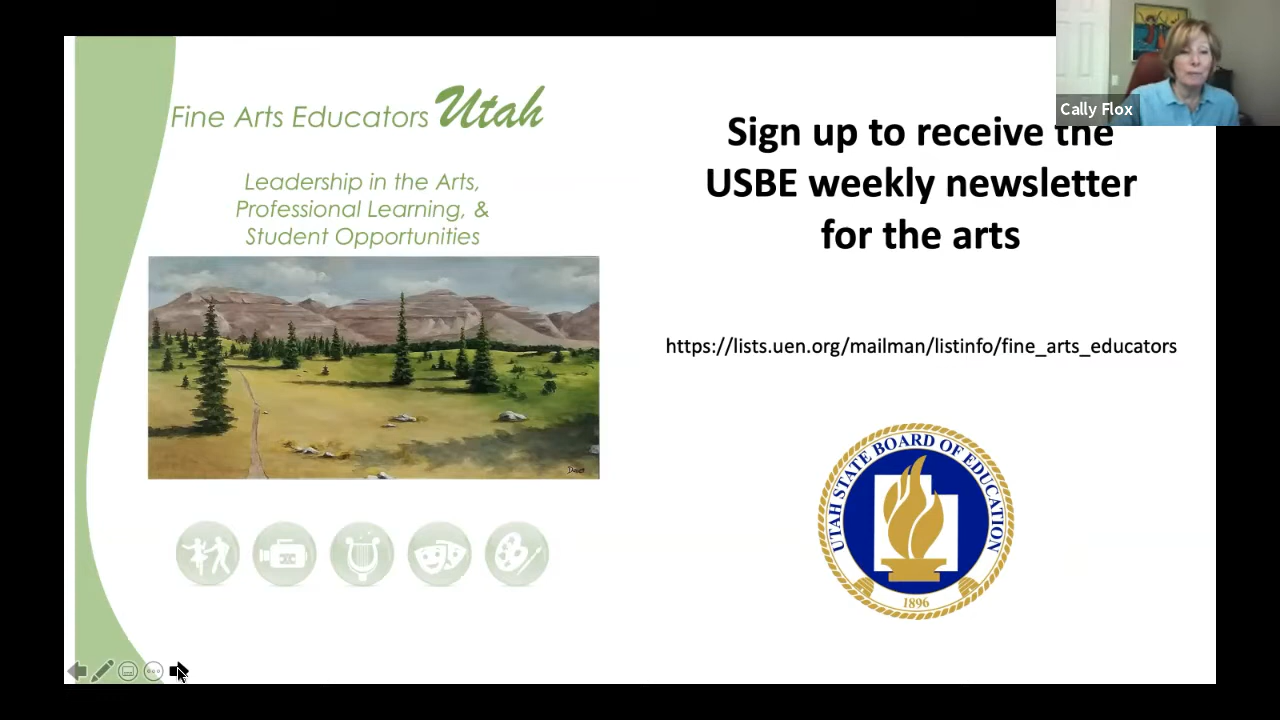 Fine Arts Educators Utah
Leadership in the Arts,
Professional Learning, &
Student Opportunities
Cally Flox
Sign up to receive the
USBE weekly newsletter
for the arts
https://lists.uen.org/mailman/listinfo/fine_arts_educators
UTAH STATE BOARD OF EDUCATION
1896